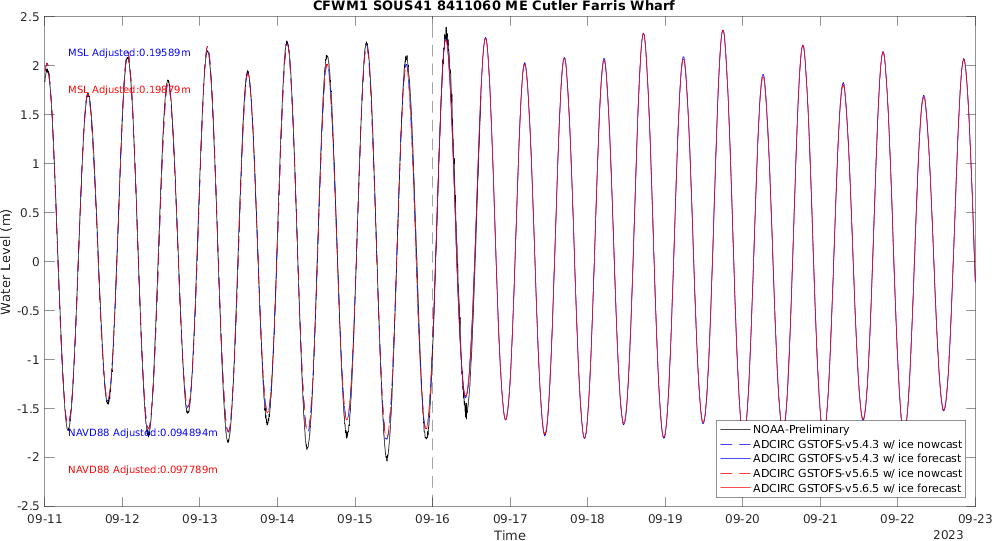 CFWM1 SOUS41 8411060 ME Cutler Farris Wharf
2.5
2
1.5
1
0.5
0
-0.5
-1
-1.5
-2
-2.5
Water Level (m)
MSL Adjusted:0.19589m
MSL Adjusted:0.19879m
NAVD88 Adjusted:0.094894m
NAVD88 Adjusted:0.097789m
NOAA-Preliminary
ADCIRC GSTOFS-v5.4.3 w/ ice nowcast
ADCIRC GSTOFS-v5.4.3 w/ ice forecast
ADCIRC GSTOFS-v5.6.5 w/ ice nowcast
ADCIRC GSTOFS-v5.6.5 w/ ice forecast
09-11 09-12 09-13 09-14 09-15 09-16 09-17 09-18 09-19 09-20 09-21 09-22 09-23
Time
2023